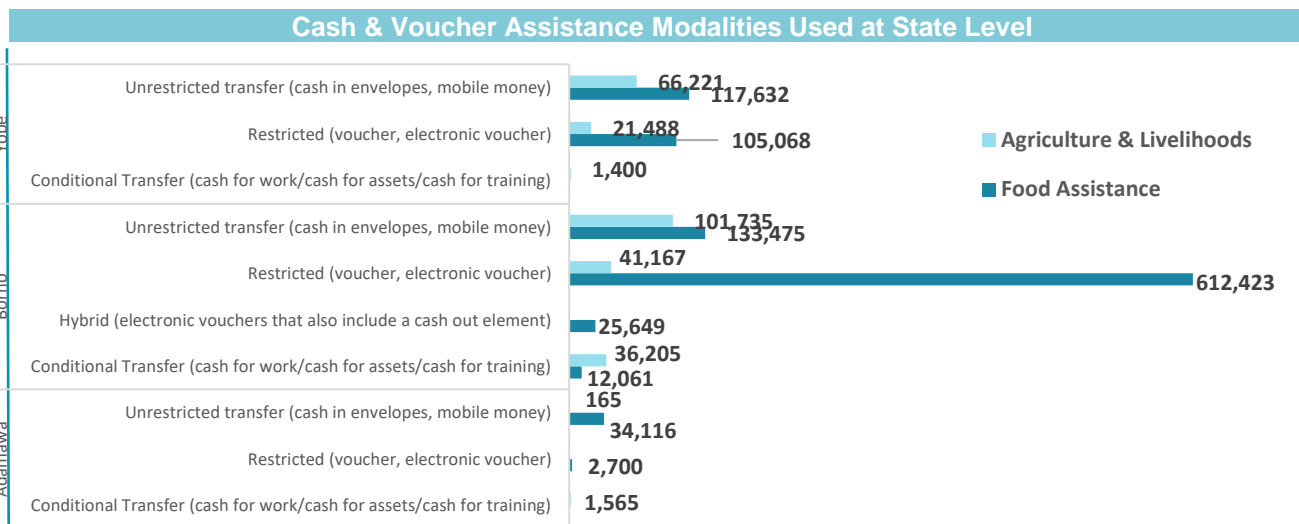 Cash & Voucher Assistance Modalities Used at State Level
Yobe
Unrestricted transfer (cash in envelopes, mobile money)
66,221
117,632
Restricted (voucher, electronic voucher)
21,488
105,068
Conditional Transfer (cash for work/cash for assets/cash for training)
1,400
Agriculture & Livelihoods
Food Assistance
Borno
Unrestricted transfer (cash in envelopes, mobile money)
101,735
133,475
Restricted (voucher, electronic voucher)
41,167
612,423
Hybrid (electronic vouchers that also include a cash out element)
25,649
Conditional Transfer (cash for work/cash for assets/cash for training)
36,205
12,061
Adamawa
Unrestricted transfer (cash in envelopes, mobile money)
165
34,116
Restricted (voucher, electronic voucher)
2,700
Conditional Transfer (cash for work/cash for assets/cash for training)
1,565